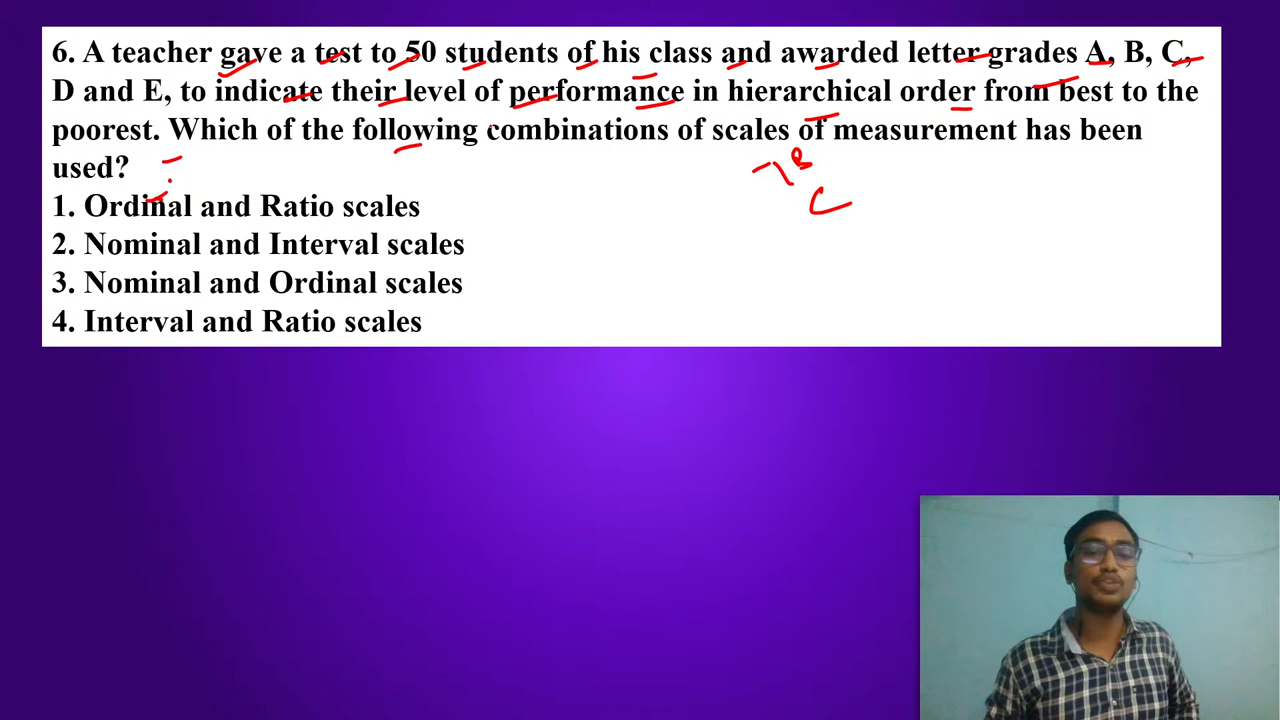 6. A teacher gave a test to 50 students of his class and awarded letter grades A, B, C,
D and E, to indicate their level of performance in hierarchical order from best to the
poorest. Which of the following combinations of scales of measurement has been
used?
B
C
1. Ordinal and Ratio scales
2. Nominal and Interval scales
3. Nominal and Ordinal scales
4. Interval and Ratio scales